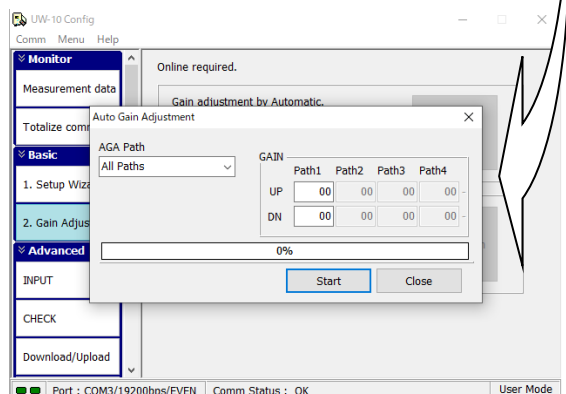 UW-10 Config
Comm Menu Help
Monitor
Online required.
Measurement data
Gain adjustment by Automatic.
Auto Gain Adjustment
Totalize com
AGA Path
All Paths
GAIN
Path1 Path2 Path3 Path4
UP 00 00 00 00 -
DN 00 00 00 00 -
Basic
1. Setup Wiza
2. Gain Adjus
Advanced
0%
INPUT
Start Close
CHECK
Download/Upload
Port : COM3/19200bps/EVEN Comm Status : OK User Mode